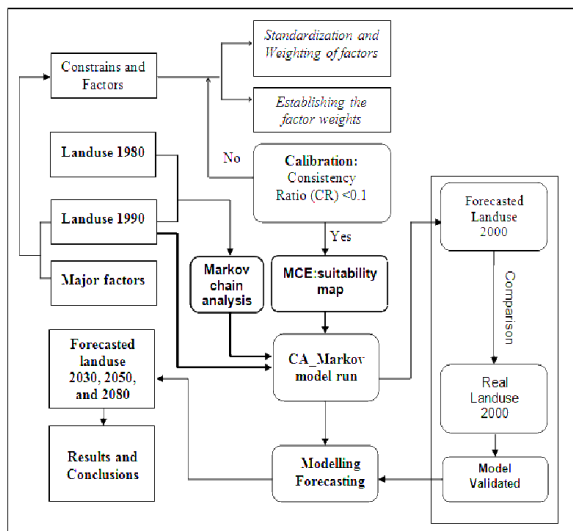 Standardization and
Weighting of factors
Constrains and
Factors
Establishing the
factor weights
Landuse 1980
No
Calibration:
Consistency
Ratio (CR) <0.1
Landuse 1990
Forecasted
Landuse
2000
Yes
Major factors
Markov
chain
analysis
MCE:suitability
map
Comparison
Forecasted
landuse
2030, 2050,
and 2080
CA_Markov
model run
Real
Landuse
2000
Results and
Conclusions
Modelling
Forecasting
Model
Validated